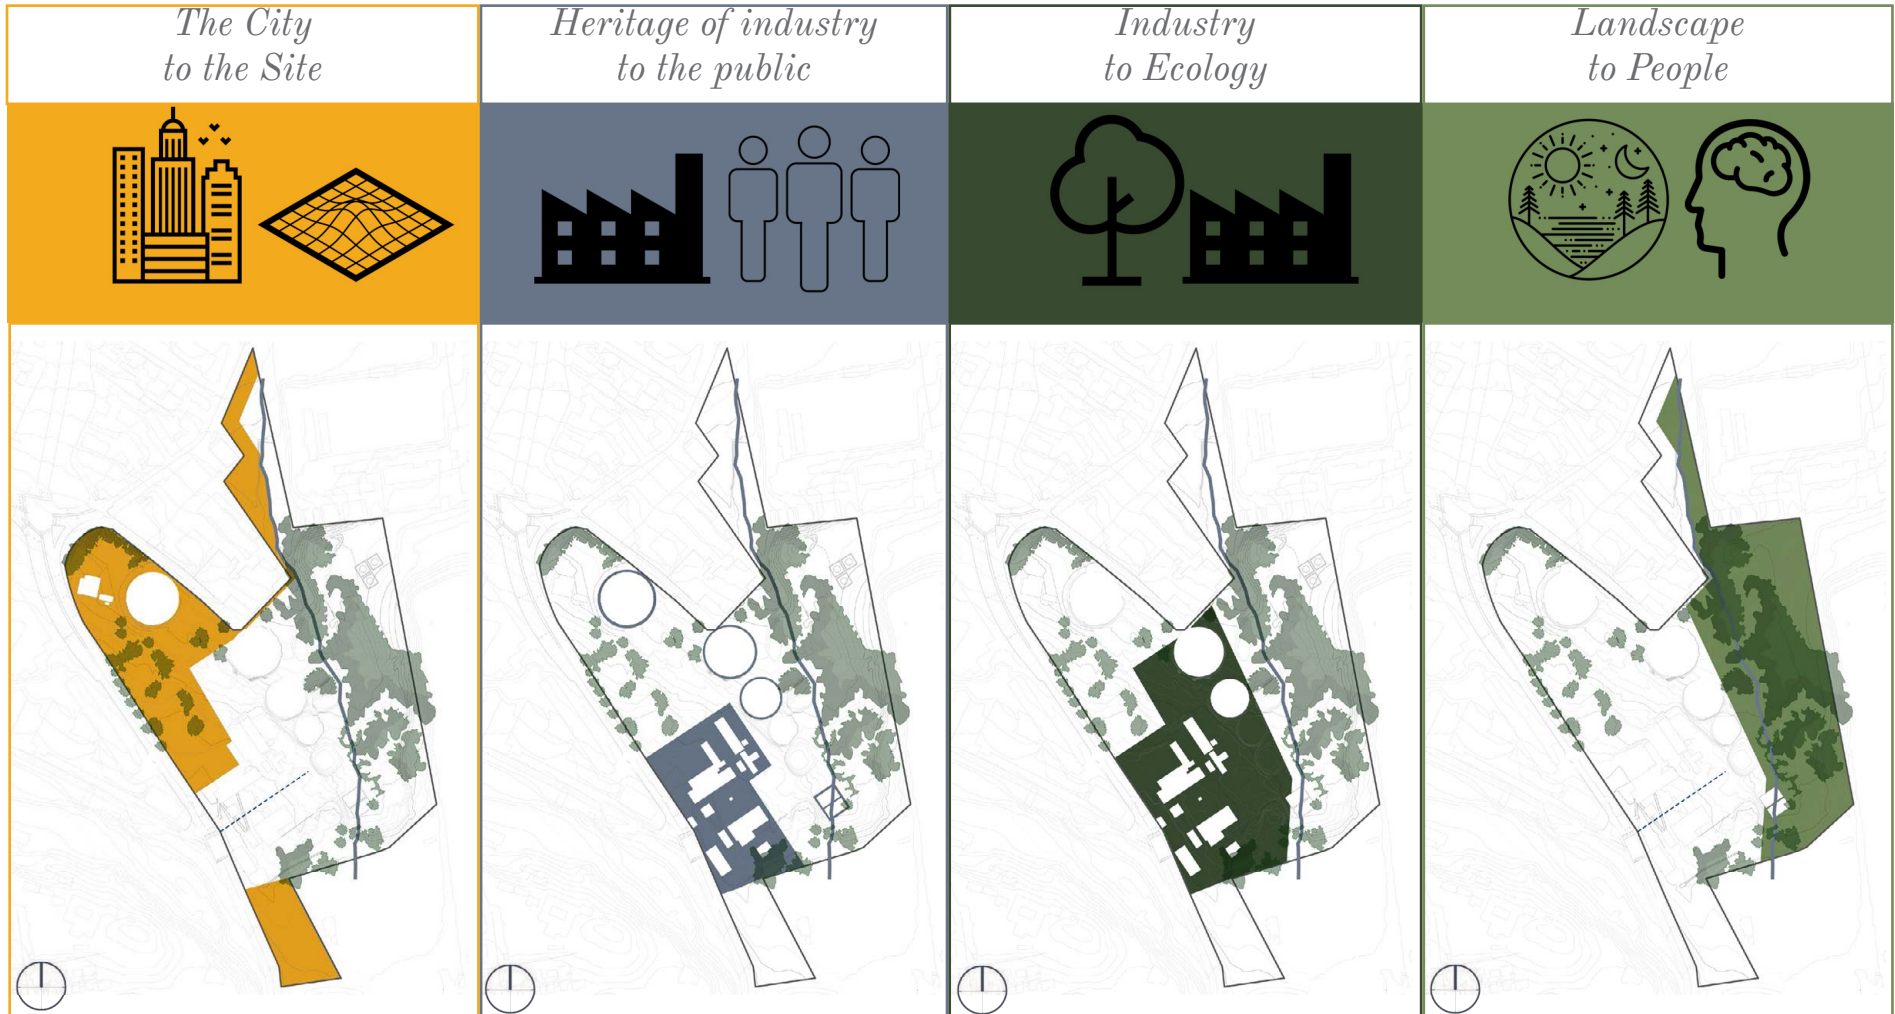 The City
to the Site
Heritage of industry
to the public
Industry
to Ecology
Landscape
to People